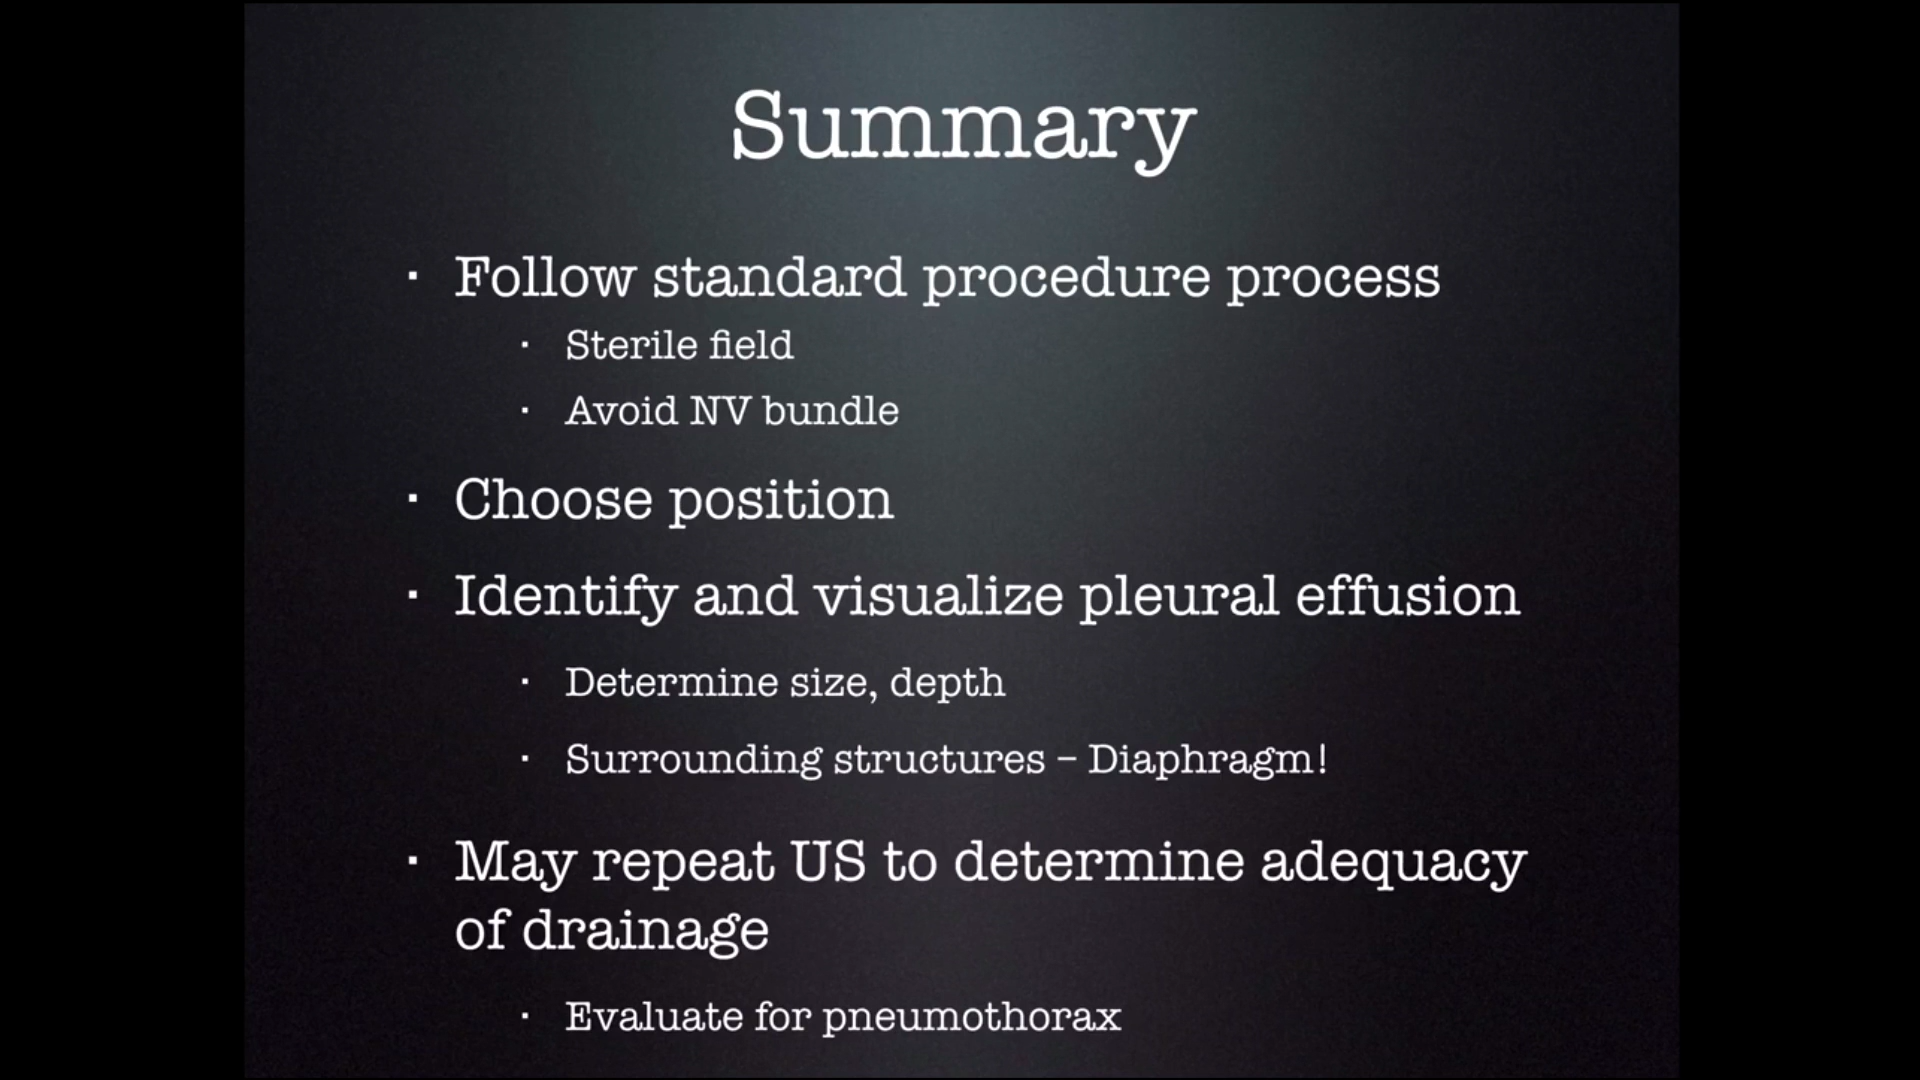 Summary
· Follow standard procedure process
· Sterile field
· Avoid NV bundle
· Choose position
· Identify and visualize pleural effusion
· Determine size, depth
· Surrounding structures – Diaphragm!
· May repeat US to determine adequacy
of drainage
· Evaluate for pneumothorax